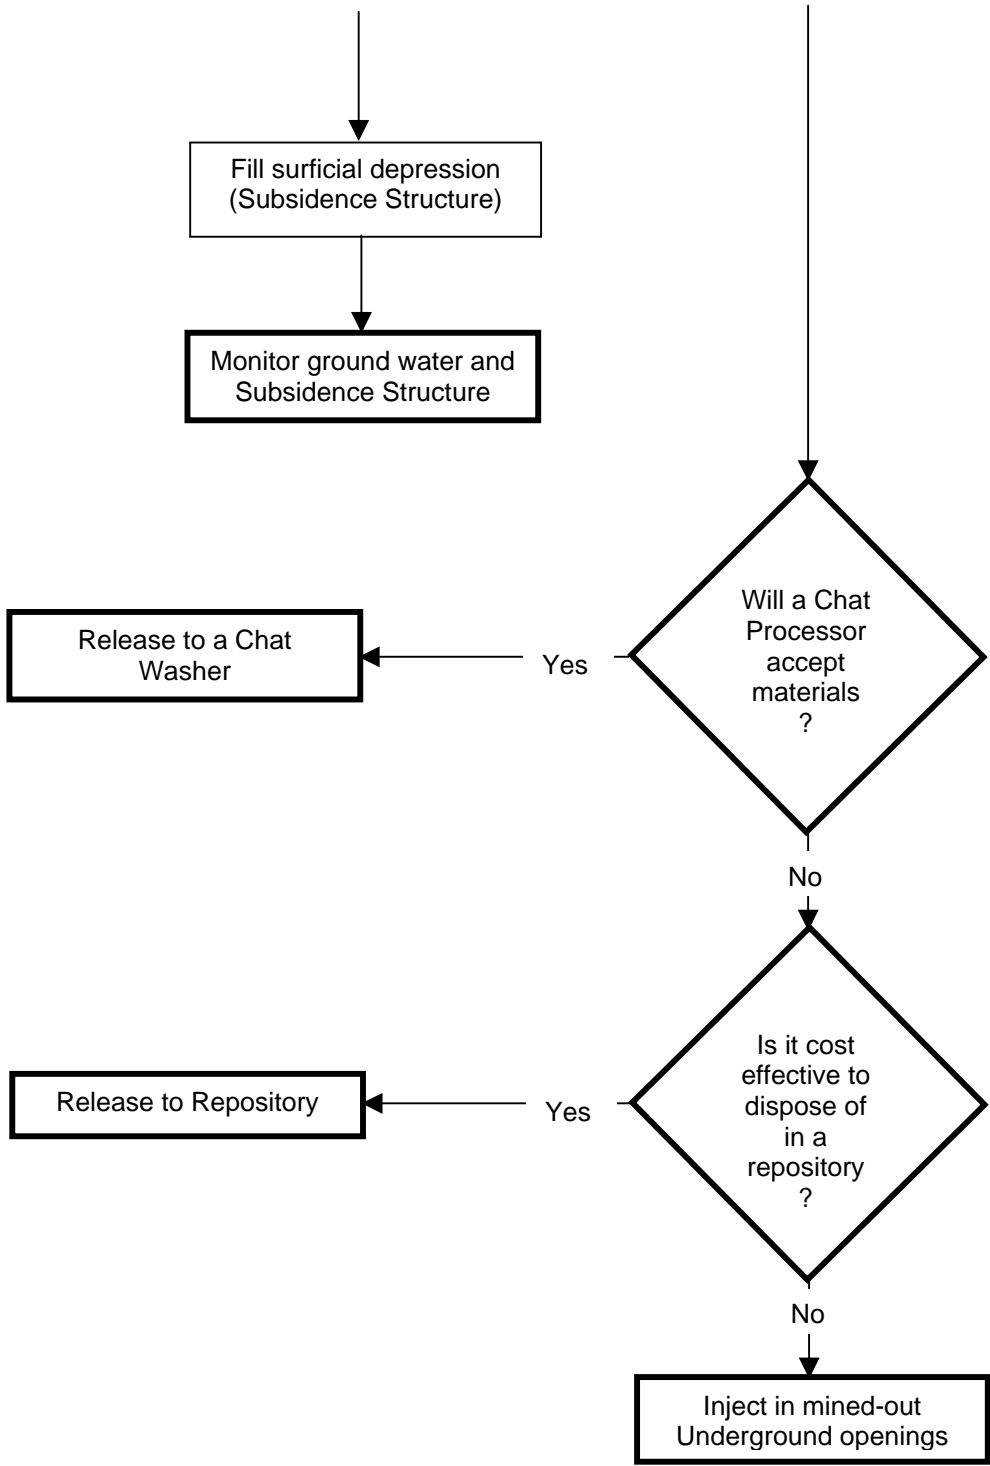 Fill surficial depression
(Subsidence Structure)
Monitor ground water and
Subsidence Structure
Will a Chat
Processor
accept
materials
?
Yes
Release to a Chat
Washer
No
Is it cost
effective to
dispose of
in a
repository
?
Yes
Release to Repository
No
Inject in mined-out
Underground openings